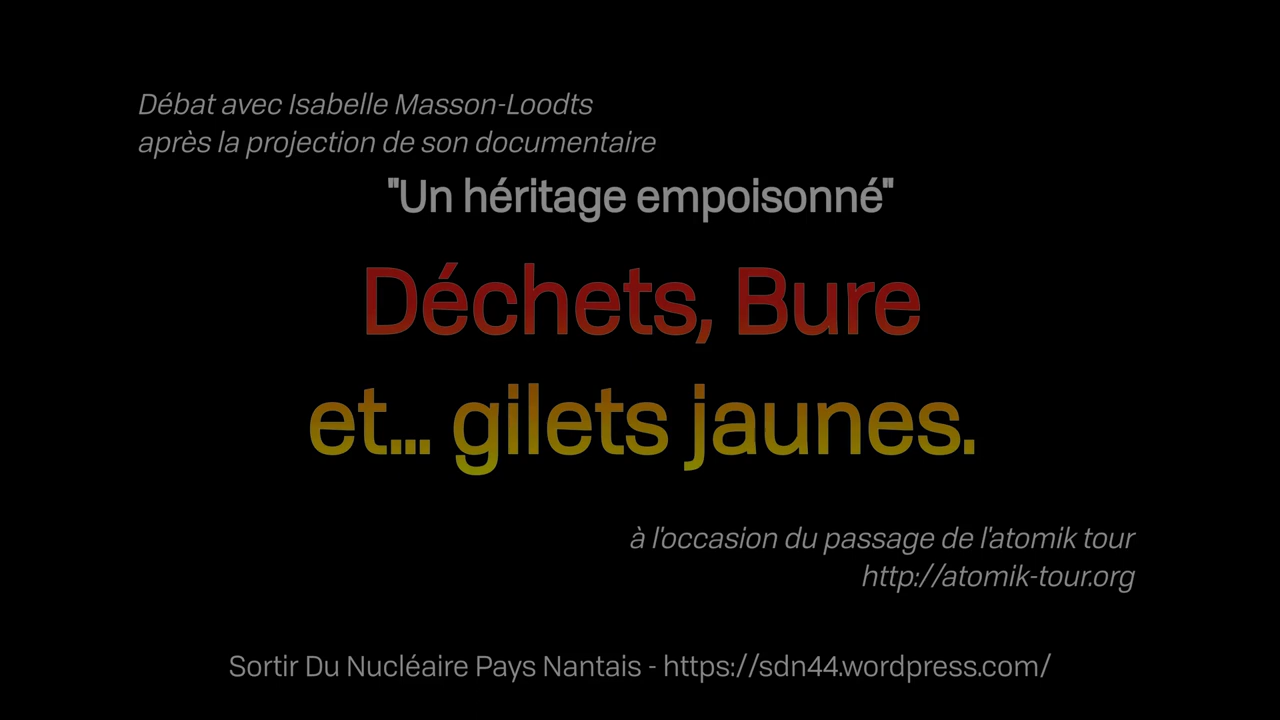 Débat avec Isabelle Masson-Loodts
après la projection de son documentaire
"Un héritage empoisonné"
Déchets, Bure
et... gilets jaunes.
à l'occasion du passage de l'atomik tour
http://atomik-tour.org
Sortir Du Nucléaire Pays Nantais - https://sdn44.wordpress.com/